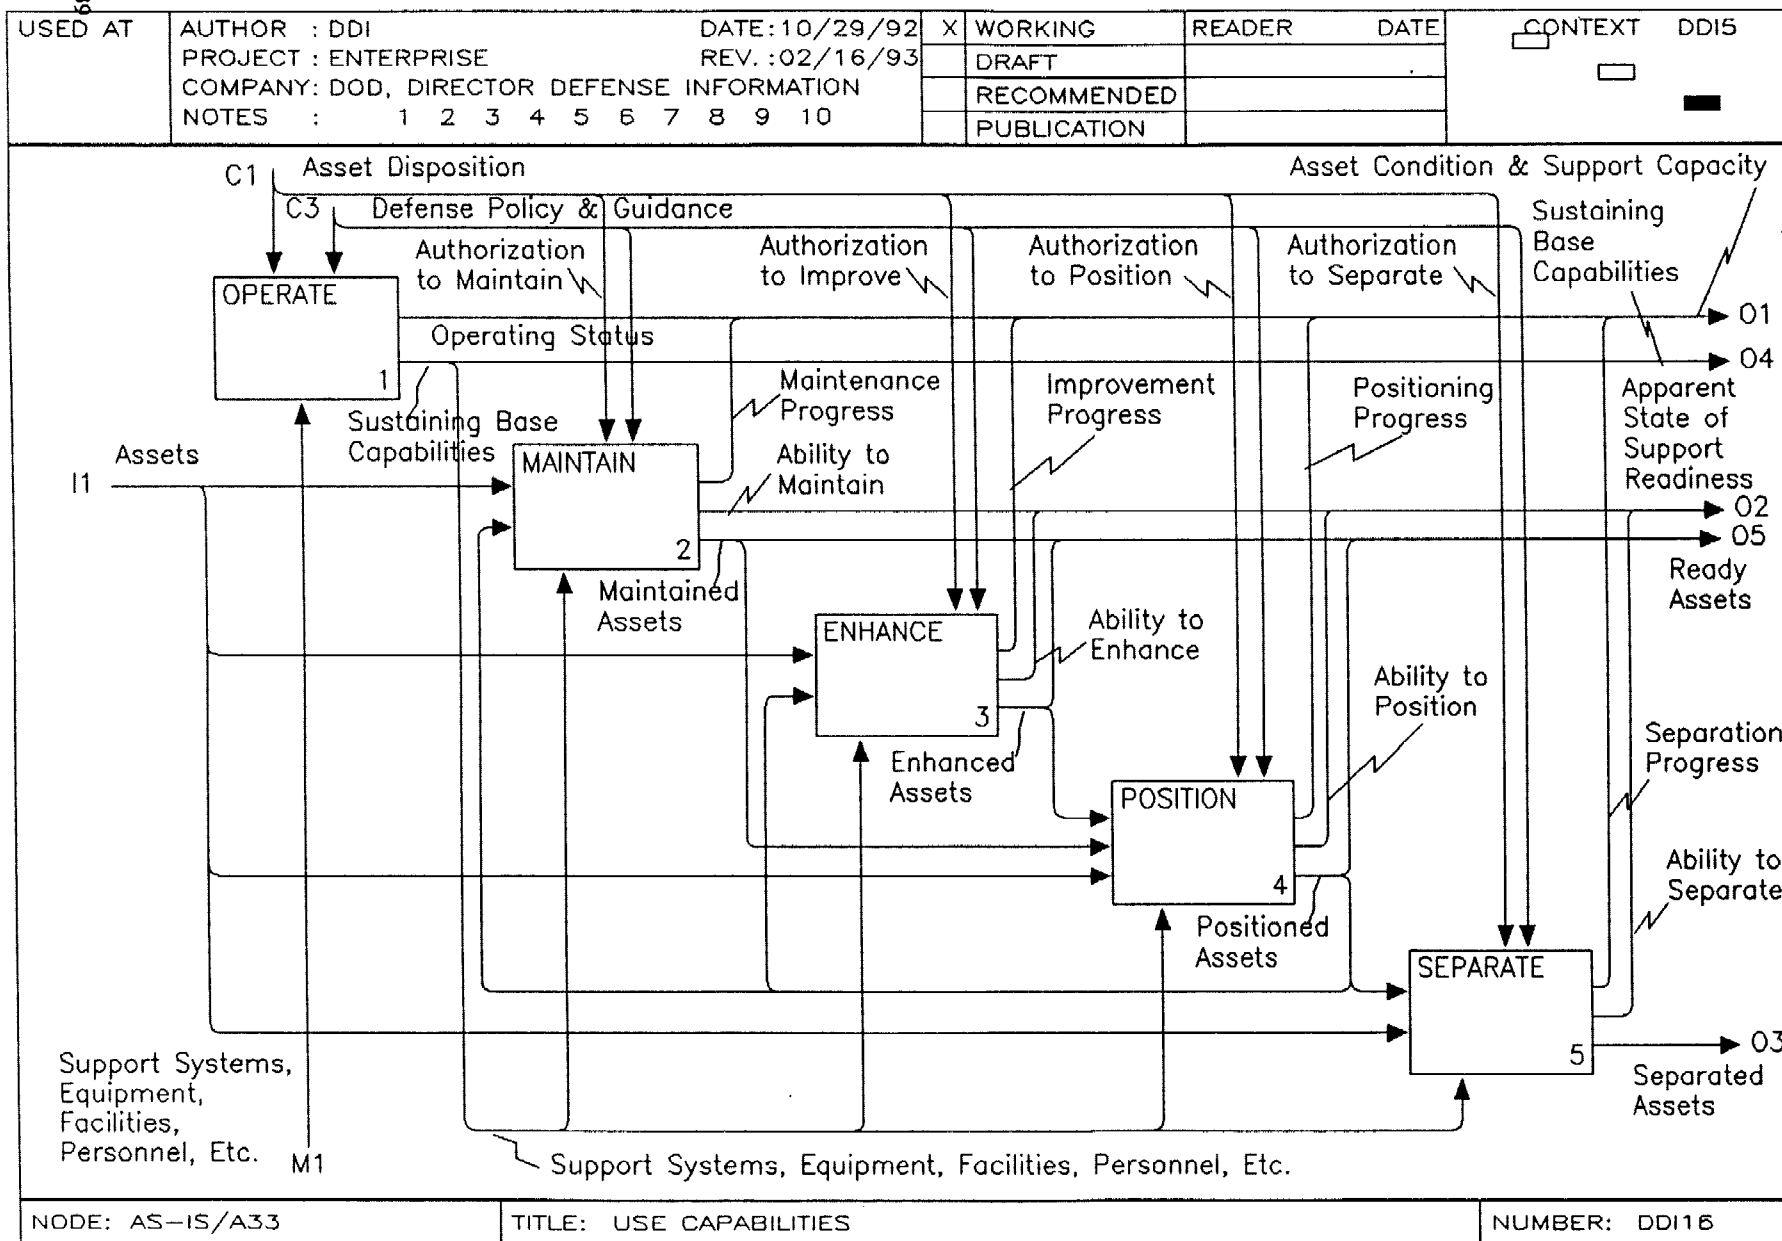 USED AT
AUTHOR : DDI
DATE: 10/29/92
PROJECT : ENTERPRISE
REV. : 02/16/93
COMPANY: DOD, DIRECTOR DEFENSE INFORMATION
NOTES : 1 2 3 4 5 6 7 8 9 10
X WORKING
DRAFT
RECOMMENDED
PUBLICATION
READER DATE
CONTEXT DDI5
C1
Asset Disposition
Asset Condition & Support Capacity
C3
Defense Policy & Guidance
Sustaining
Base
Capabilities
Authorization
to Maintain
Authorization
to Improve
Authorization
to Position
Authorization
to Separate
OPERATE
1
O1
Operating Status
O4
Sustaining Base
Capabilities
Maintenance
Progress
Improvement
Progress
Positioning
Progress
Apparent
State of
Support
Readiness
I1
Assets
MAINTAIN
2
Ability to
Maintain
O2
O5
Ready
Assets
Maintained
Assets
ENHANCE
3
Ability to
Enhance
Enhanced
Assets
Ability to
Position
POSITION
4
Separation
Progress
Positioned
Assets
Ability to
Separate
SEPARATE
5
O3
Separated
Assets
Support Systems,
Equipment,
Facilities,
Personnel, Etc.
M1
Support Systems, Equipment, Facilities, Personnel, Etc.
NODE: AS-IS/A33
TITLE: USE CAPABILITIES
NUMBER: DDI16